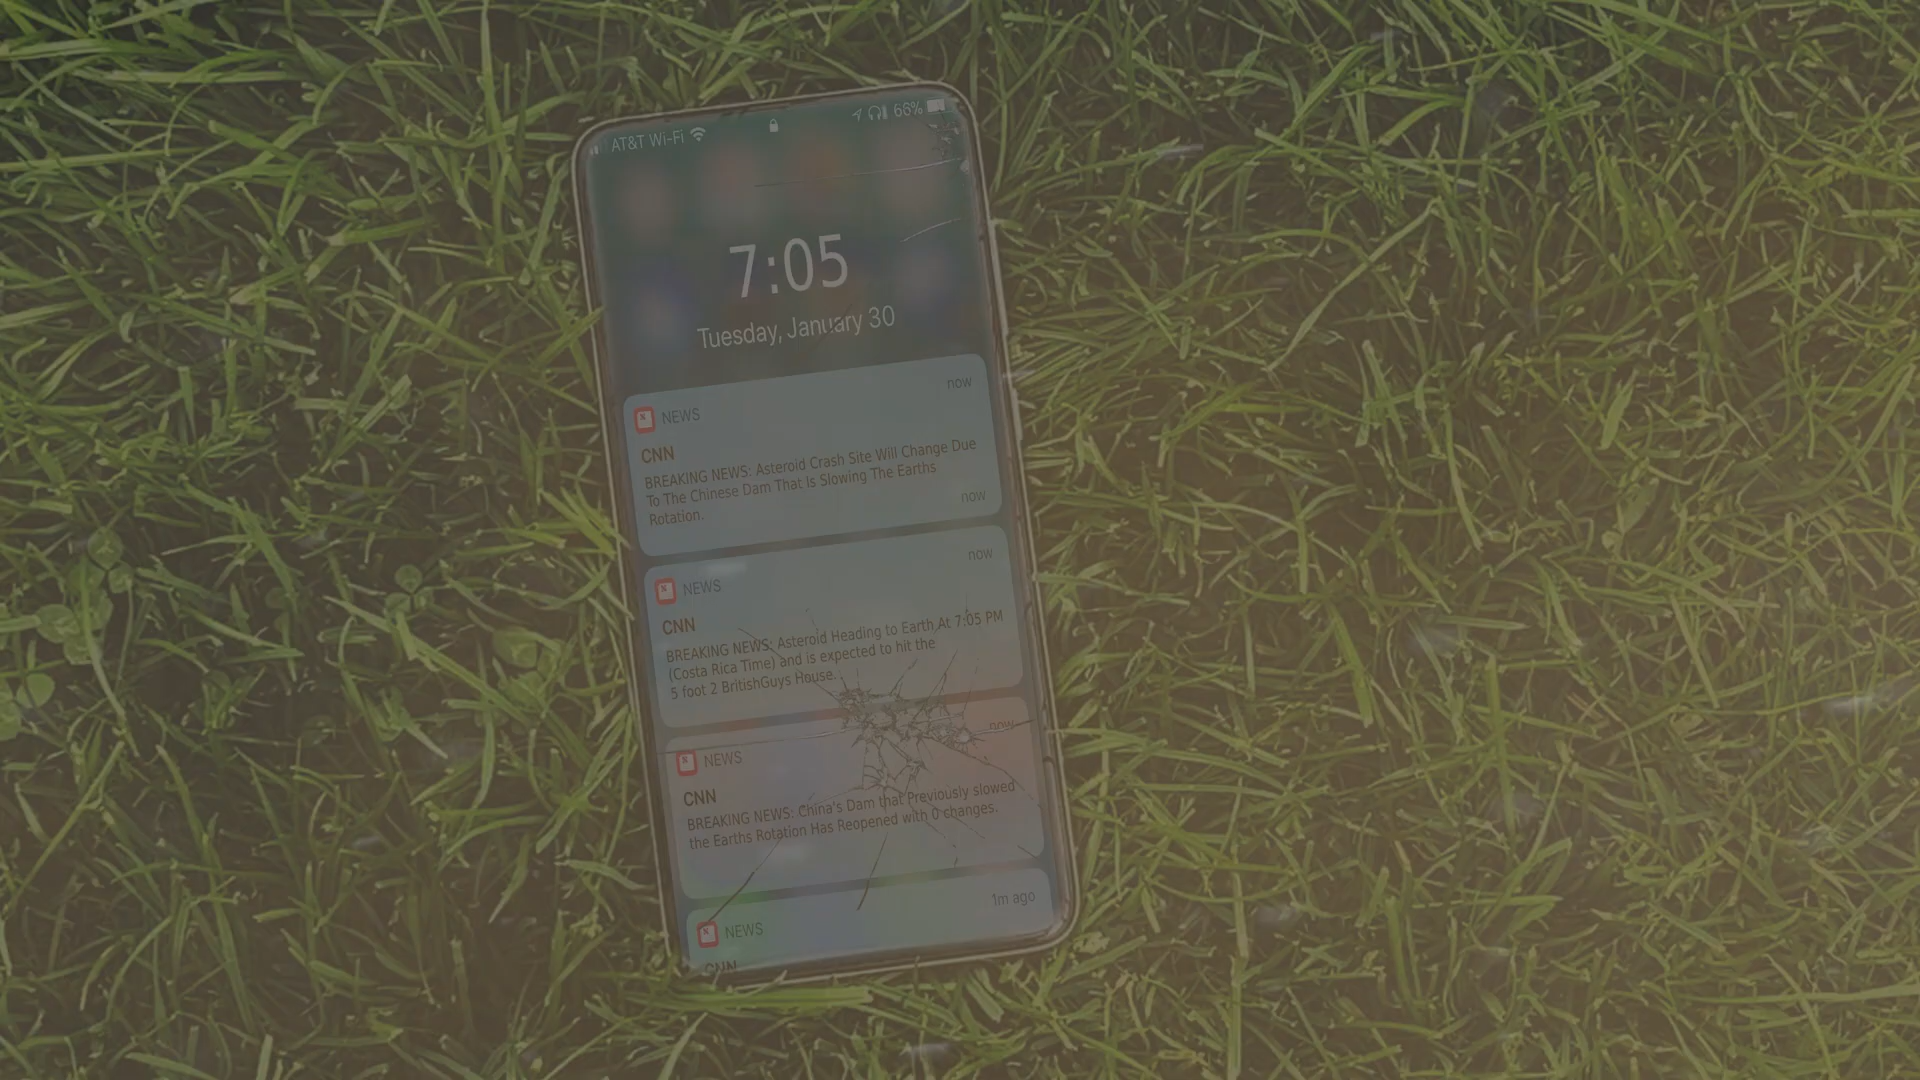 AT&T Wi-Fi
66%
7:05
Tuesday, January 30
NEWS
now
CNN
BREAKING NEWS: Asteroid Crash Site Will Change Due
To The Chinese Dam That Is Slowing The Earths
Rotation.
now
NEWS
now
CNN
BREAKING NEWS: Asteroid Heading to Earth At 7:05 PM
(Costa Rica Time) and is expected to hit the
5 foot 2 BritishGuys House.
NEWS
now
CNN
BREAKING NEWS: China's Dam that Previously slowed
the Earths Rotation Has Reopened with 0 changes.
NEWS
1m ago
CNN